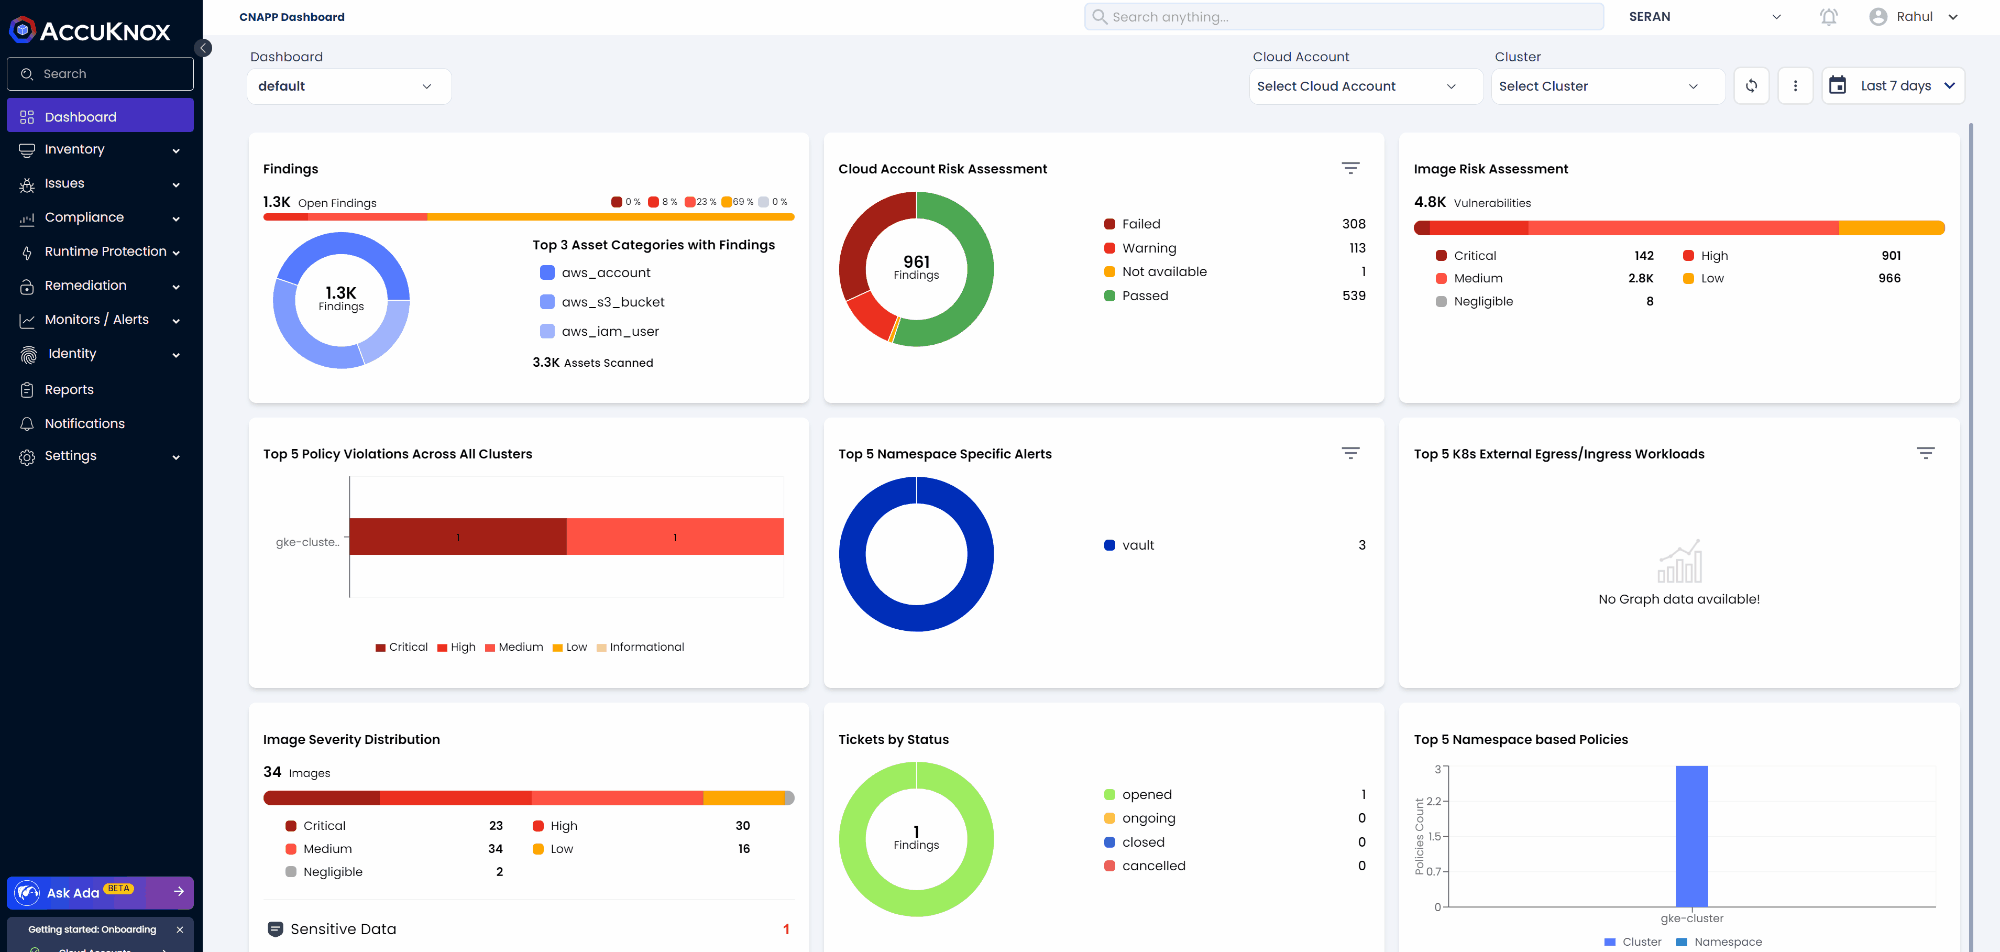 ACCUKNOX
Search
Dashboard
Inventory
Issues
Compliance
Runtime Protection
Remediation
Monitors / Alerts
Identity
Reports
Notifications
Settings
Ask Ada BETA
Getting started: Onboarding
Cloud Accounts
CNAPP Dashboard
Search anything...
SERAN
Rahul
Dashboard
default
Cloud Account
Select Cloud Account
Cluster
Select Cluster
Last 7 days
Findings
1.3K Open Findings
0 % 8 % 23 % 69 % 0 %
1.3K
Findings
Top 3 Asset Categories with Findings
aws_account
aws_s3_bucket
aws_iam_user
3.3K Assets Scanned
Cloud Account Risk Assessment
961
Findings
Failed 308
Warning 113
Not available 1
Passed 539
Image Risk Assessment
4.8K Vulnerabilities
Critical 142 High 901
Medium 2.8K Low 966
Negligible 8
Top 5 Policy Violations Across All Clusters
gke-cluste..
1 1
Critical High Medium Low Informational
Top 5 Namespace Specific Alerts
vault 3
Top 5 K8s External Egress/Ingress Workloads
No Graph data available!
Image Severity Distribution
34 Images
Critical 23 High 30
Medium 34 Low 16
Negligible 2
Sensitive Data 1
Tickets by Status
1
Findings
opened 1
ongoing 0
closed 0
cancelled 0
Top 5 Namespace based Policies
Policies Count
3
2.2
1.5
0.7
0
gke-cluster
Cluster Namespace